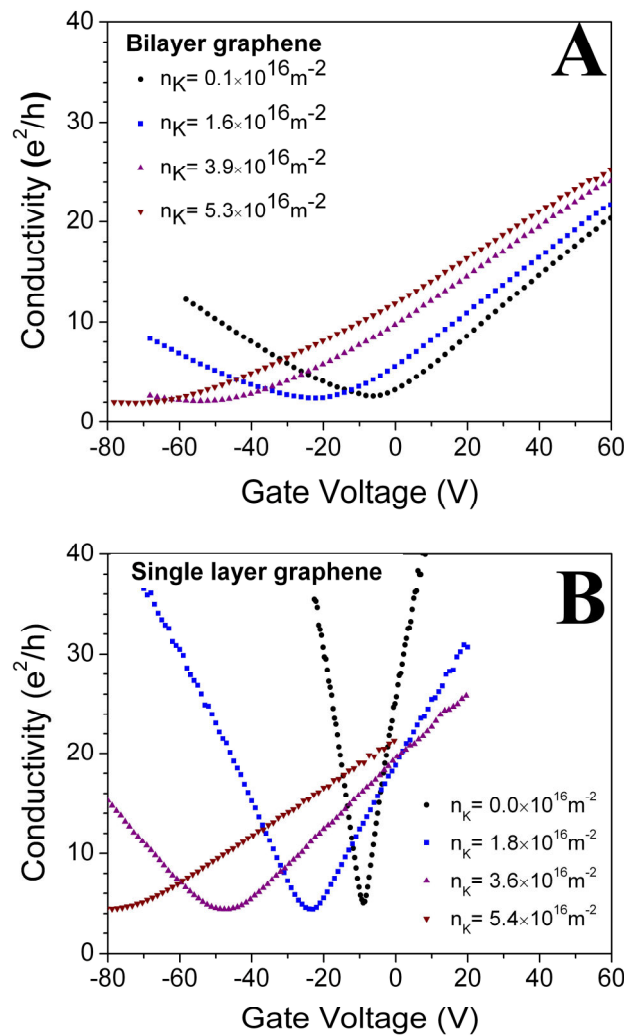 A
Bilayer graphene
n_K= 0.1×10^16 m^-2
n_K= 1.6×10^16 m^-2
n_K= 3.9×10^16 m^-2
n_K= 5.3×10^16 m^-2
Conductivity (e^2/h)
40
30
20
10
0
-80 -60 -40 -20 0 20 40 60
Gate Voltage (V)
B
Single layer graphene
n_K= 0.0×10^16 m^-2
n_K= 1.8×10^16 m^-2
n_K= 3.6×10^16 m^-2
n_K= 5.4×10^16 m^-2
Conductivity (e^2/h)
40
30
20
10
0
-80 -60 -40 -20 0 20 40 60
Gate Voltage (V)